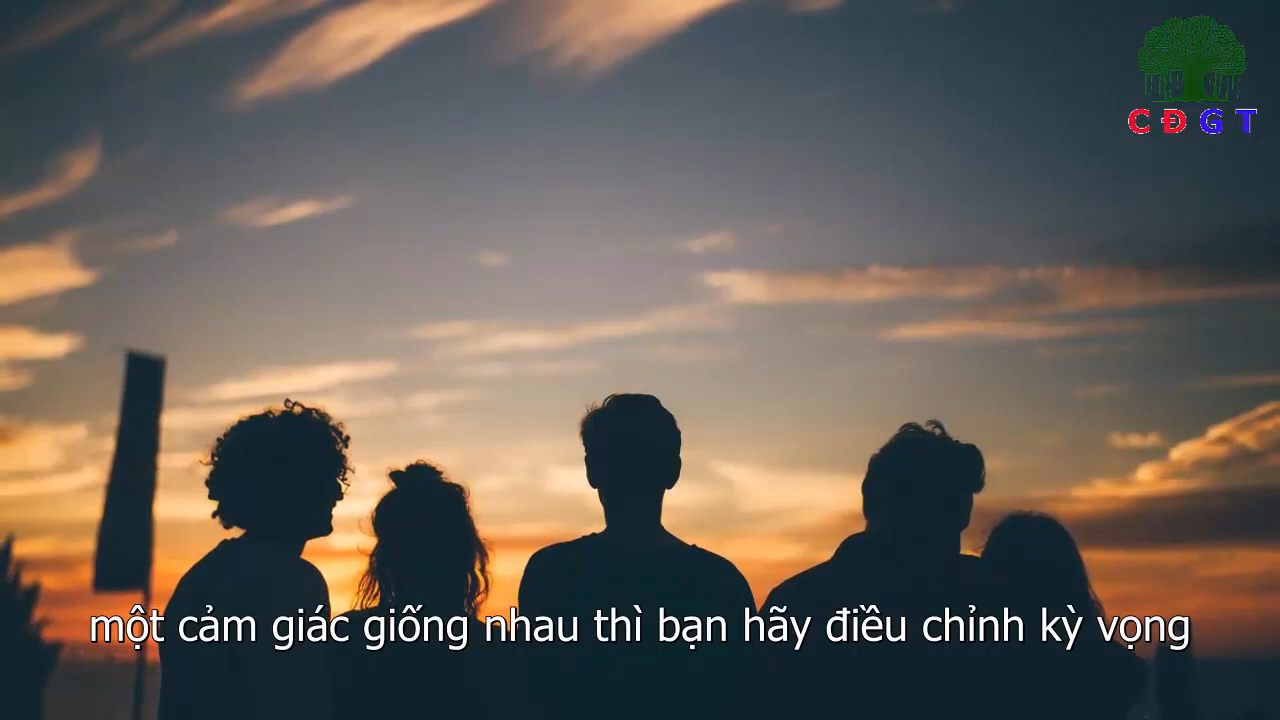 CĐGT
một cảm giác giống nhau thì bạn hãy điều chỉnh kỳ vọng